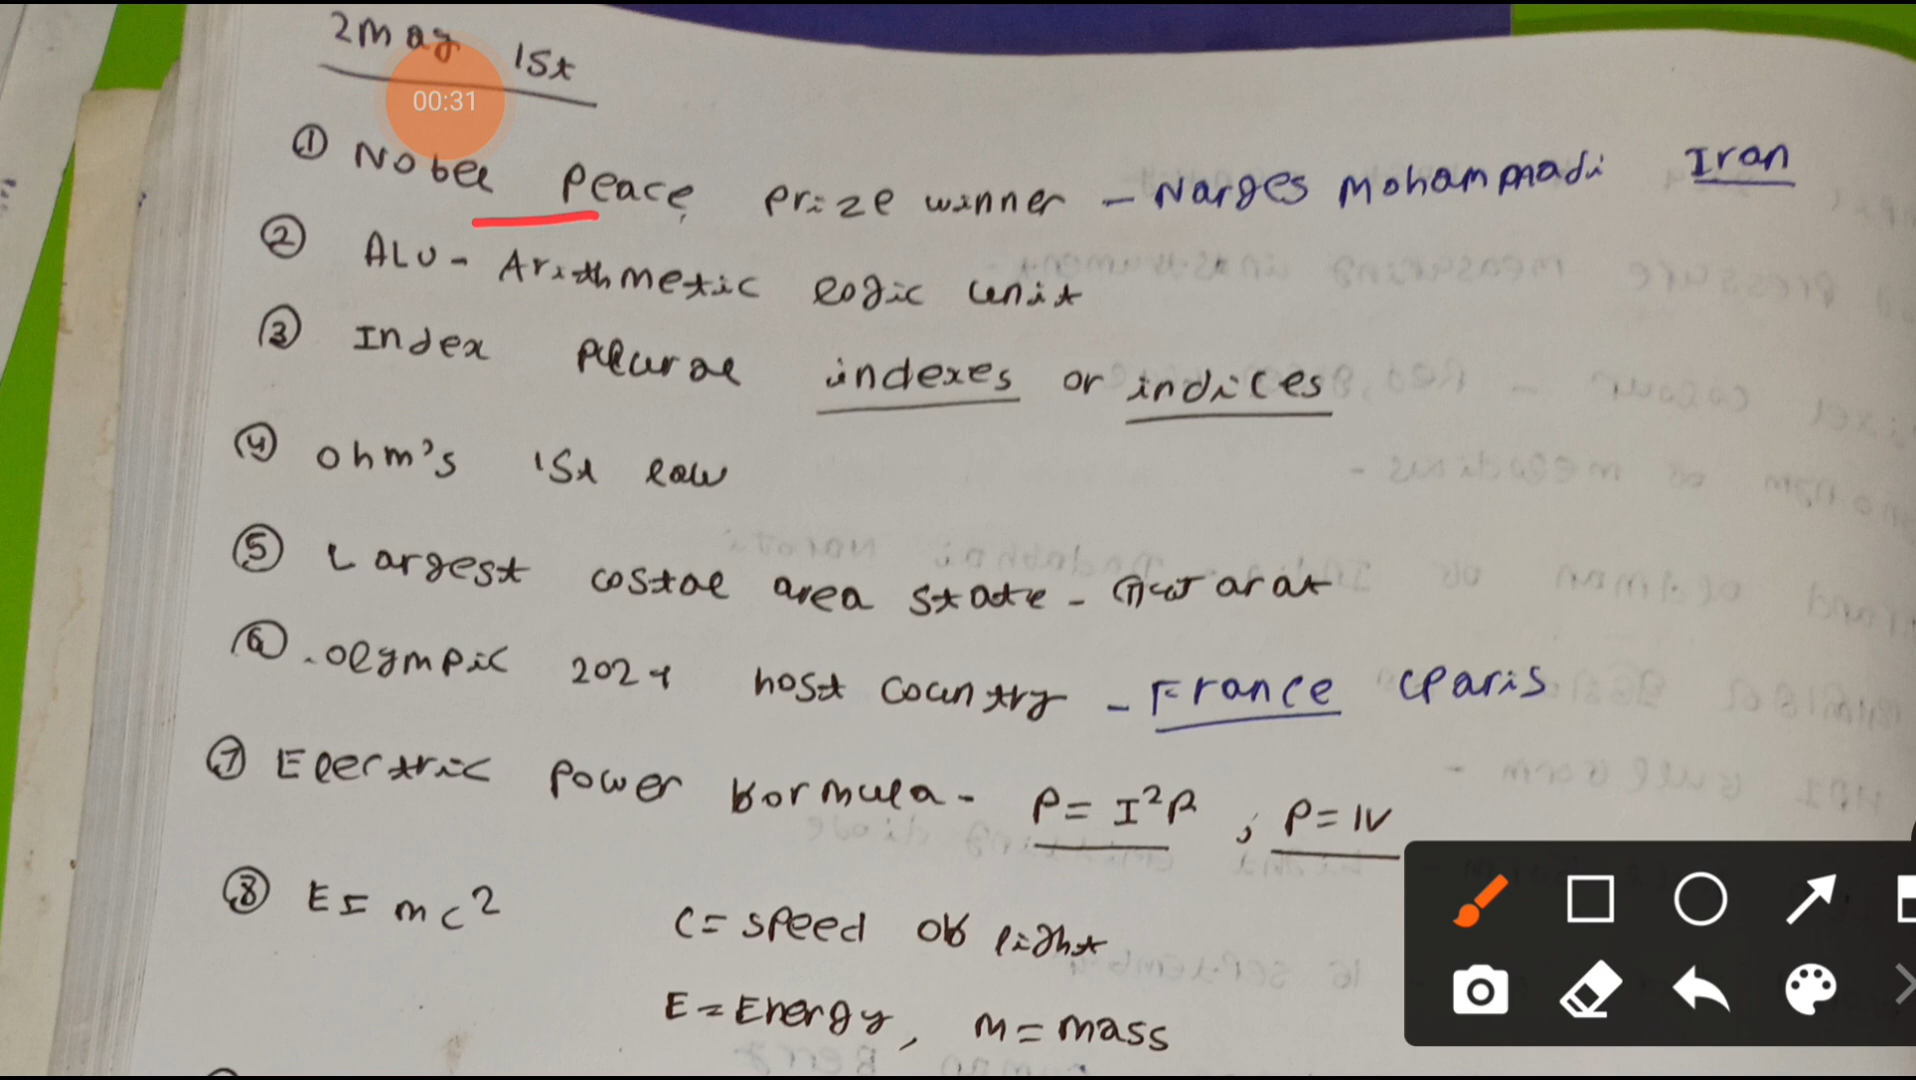 2 may 1st
00:31
① Nobel Peace prize winner - Narges Mohammadi Iran
② ALU - Arithmetic logic unit
③ Index plural indexes or indices
④ ohm's 1st law
⑤ Largest costal area state - Gujarat
⑥ .olympic 2024 host country - France (Paris
⑦ Electric Power formula - P = I²R ; P = IV
⑧ E = mc²
c = speed of light
E = Energy, m = mass